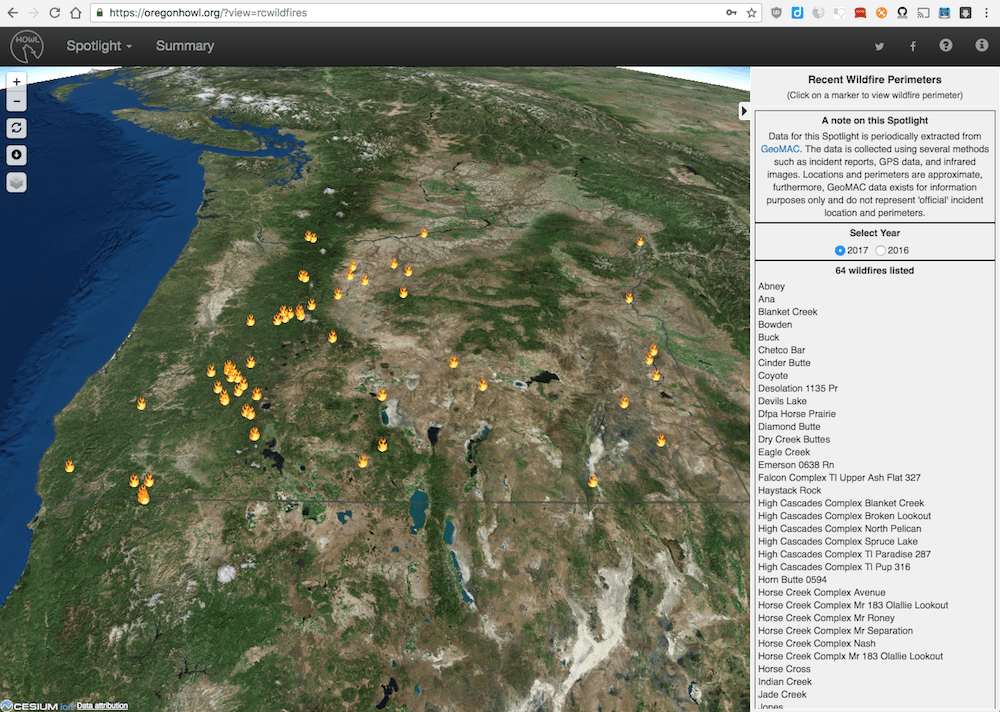 https://oregonhowl.org/?view=rcwildfires
HOWL
Spotlight
Summary
Recent Wildfire Perimeters
(Click on a marker to view wildfire perimeter)
A note on this Spotlight
Data for this Spotlight is periodically extracted from
GeoMAC. The data is collected using several methods
such as incident reports, GPS data, and infrared
images. Locations and perimeters are approximate,
furthermore, GeoMAC data exists for information
purposes only and do not represent 'official' incident
location and perimeters.
Select Year
2017 2016
64 wildfires listed
Abney
Ana
Blanket Creek
Bowden
Buck
Chetco Bar
Cinder Butte
Coyote
Desolation 1135 Pr
Devils Lake
Dfpa Horse Prairie
Diamond Butte
Dry Creek Buttes
Eagle Creek
Emerson 0638 Rn
Falcon Complex Tl Upper Ash Flat 327
Haystack Rock
High Cascades Complex Blanket Creek
High Cascades Complex Broken Lookout
High Cascades Complex North Pelican
High Cascades Complex Spruce Lake
High Cascades Complex Tl Paradise 287
High Cascades Complex Tl Pup 316
Horn Butte 0594
Horse Creek Complex Avenue
Horse Creek Complex Mr 183 Olallie Lookout
Horse Creek Complex Mr Roney
Horse Creek Complex Mr Separation
Horse Creek Complex Nash
Horse Creek Complx Mr 183 Olallie Lookout
Horse Cross
Indian Creek
Jade Creek
Jones
CESIUM ion Data attribution